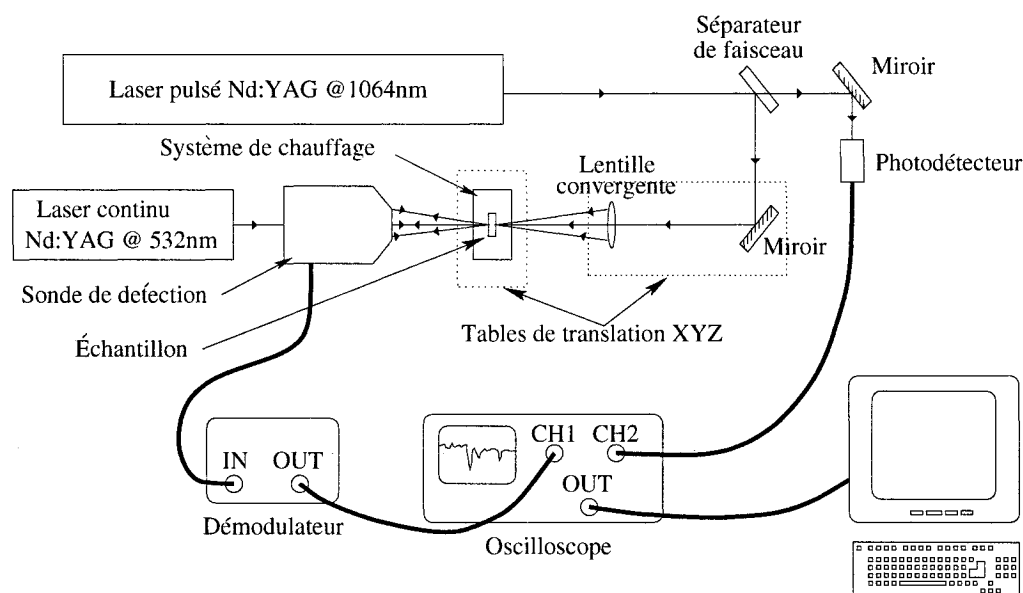 Séparateur
de faisceau
Miroir
Laser pulsé Nd:YAG @1064nm
Système de chauffage
Lentille
convergente
Photodétecteur
Laser continu
Nd:YAG @ 532nm
Miroir
Sonde de detection
Tables de translation XYZ
Échantillon
IN OUT
Démodulateur
CH1 CH2
OUT
Oscilloscope